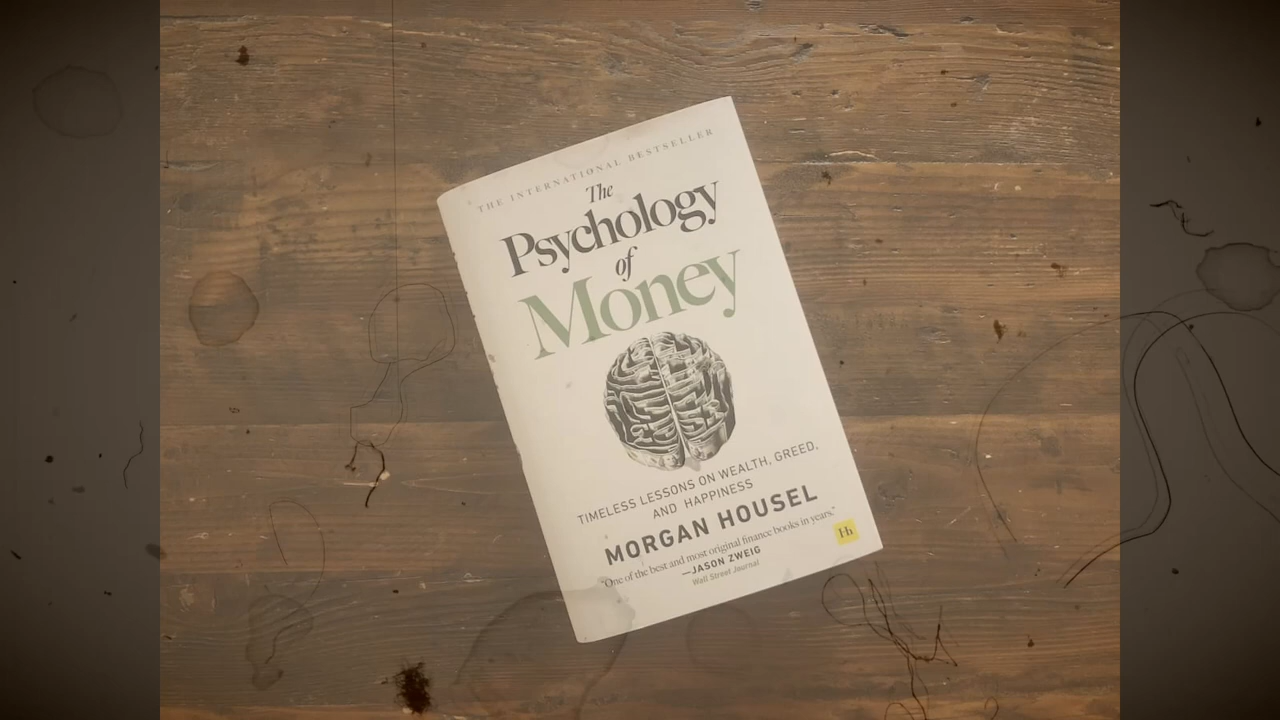 THE INTERNATIONAL BESTSELLER
The
Psychology
of
Money
TIMELESS LESSONS ON WEALTH, GREED,
AND HAPPINESS
MORGAN HOUSEL
"One of the best and most original finance books in years."
—JASON ZWEIG
Wall Street Journal
Hh